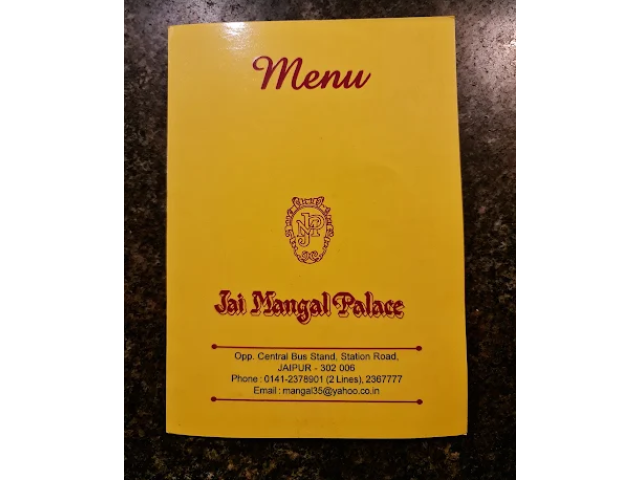 Menu
JMP
Jai Mangal Palace
Opp. Central Bus Stand, Station Road,
JAIPUR - 302 006
Phone : 0141-2378901 (2 Lines), 2367777
Email : mangal35@yahoo.co.in